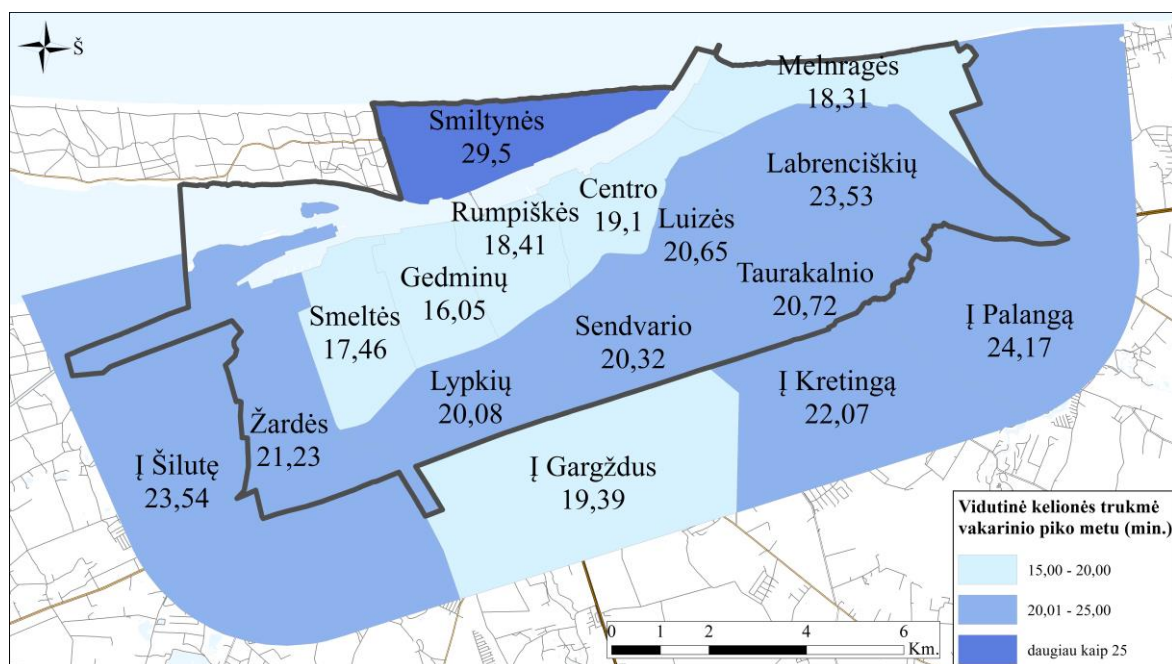 Š
Melnragės
18,31
Smiltynės
29,5
Labrenciškių
23,53
Centro
19,1
Rumpiškės
18,41
Luizės
20,65
Gedminų
16,05
Taurakalnio
20,72
Smeltės
17,46
Sendvario
20,32
Į Palangą
24,17
Lypkių
20,08
Į Kretingą
22,07
Žardės
21,23
Į Šilutę
23,54
Į Gargždus
19,39
Vidutinė kelionės trukmė
vakarinio piko metu (min.)
15,00 - 20,00
20,01 - 25,00
daugiau kaip 25
0 1 2 4 6
Km.